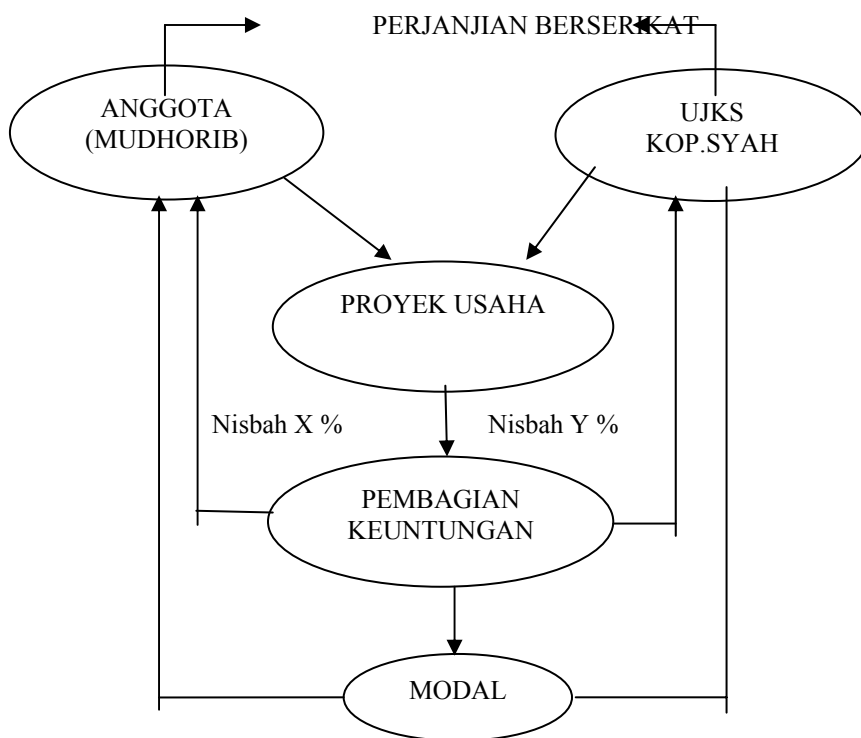 PERJANJIAN BERSERIKAT
ANGGOTA
(MUDHORIB)
UJKS
KOP.SYAH
PROYEK USAHA
Nisbah X %
Nisbah Y %
PEMBAGIAN
KEUNTUNGAN
MODAL